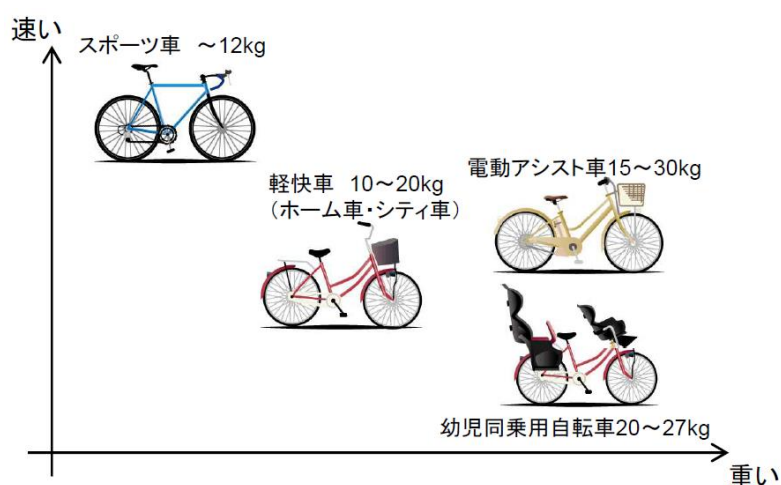 速い
スポーツ車 ～12kg
軽快車 10～20kg
（ホーム車・シティ車）
電動アシスト車15～30kg
幼児同乗用自転車20～27kg
重い